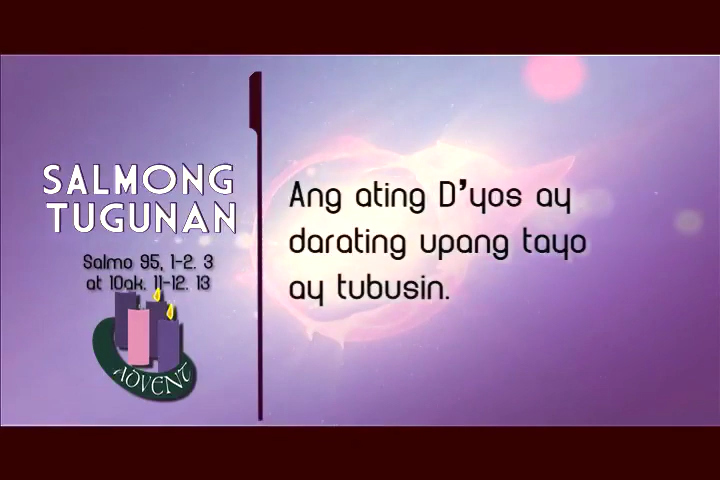 SALMONG
TUGUNAN
Salmo 95, 1-2. 3
at 10ak. 11-12. 13
ADVENT
Ang ating D'yos ay
darating upang tayo
ay tubusin.